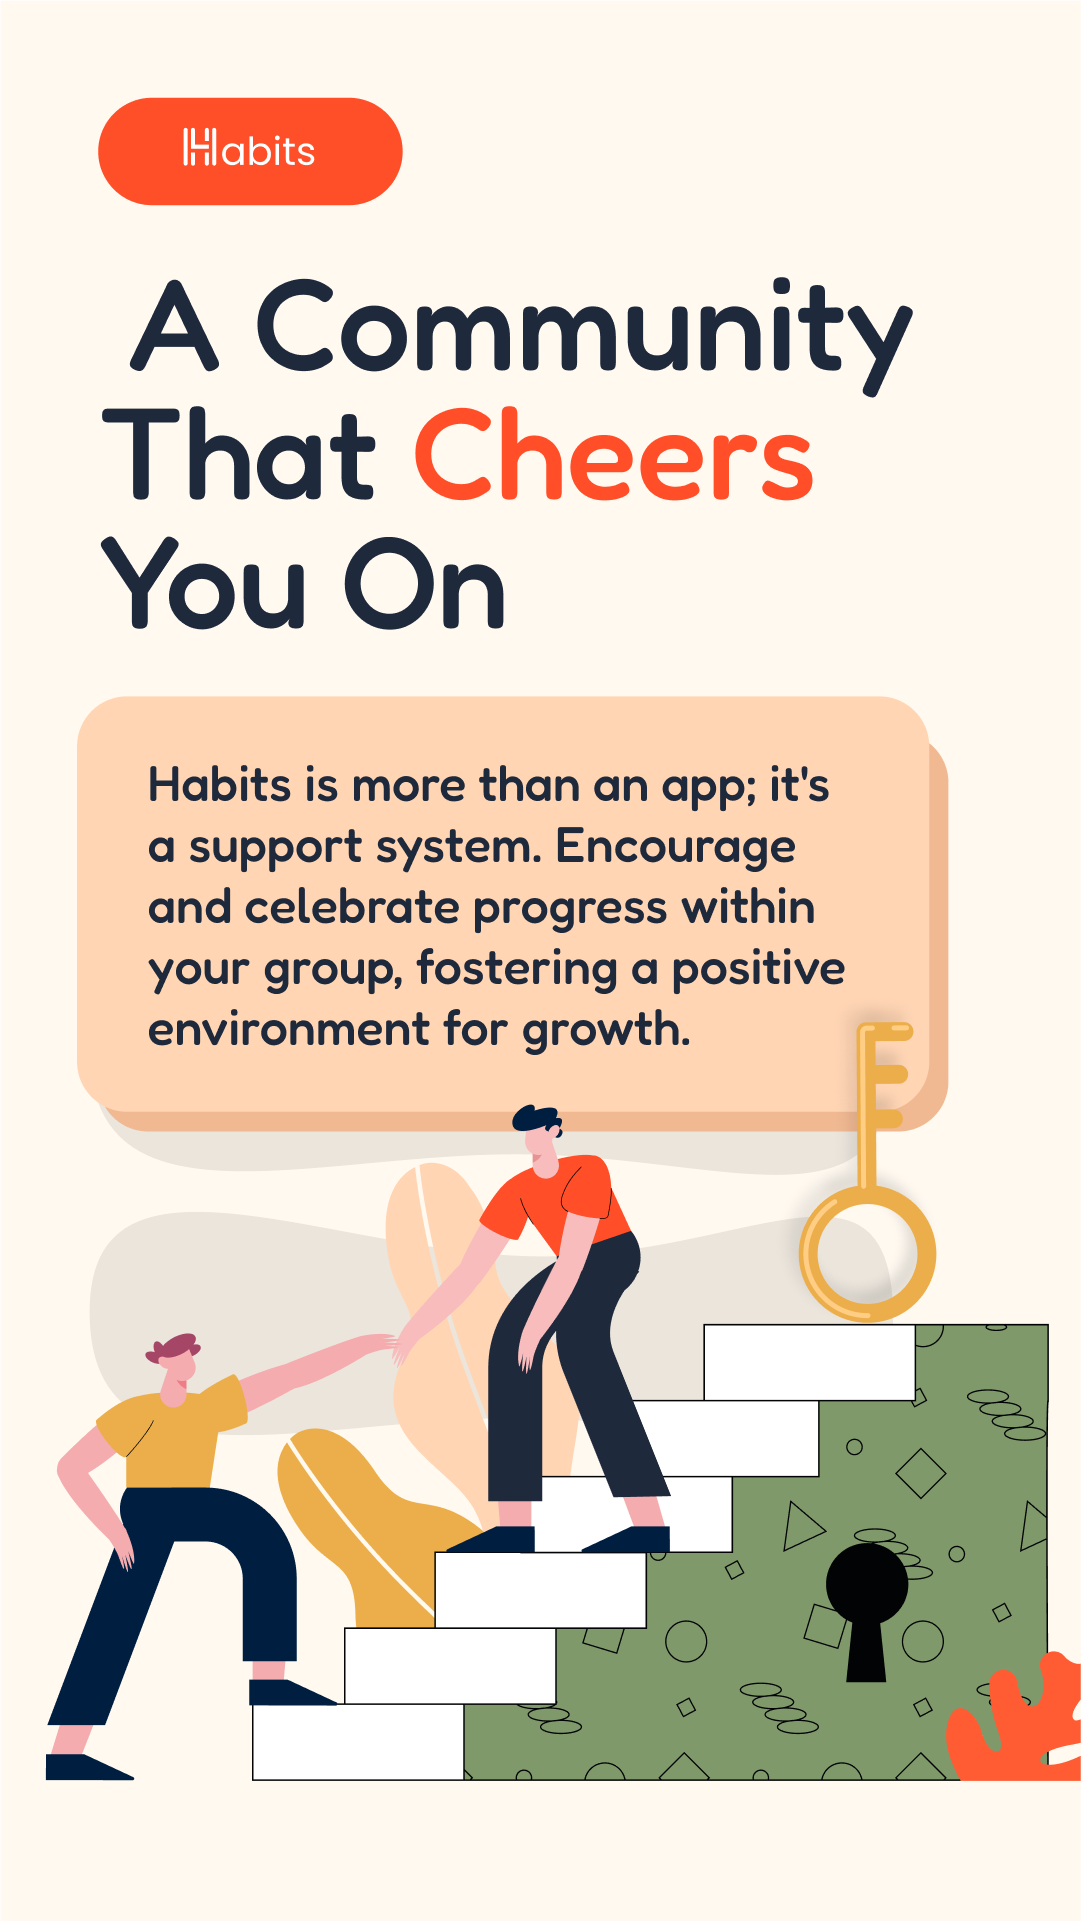 Habits
A Community
That Cheers
You On
Habits is more than an app; it's
a support system. Encourage
and celebrate progress within
your group, fostering a positive
environment for growth.